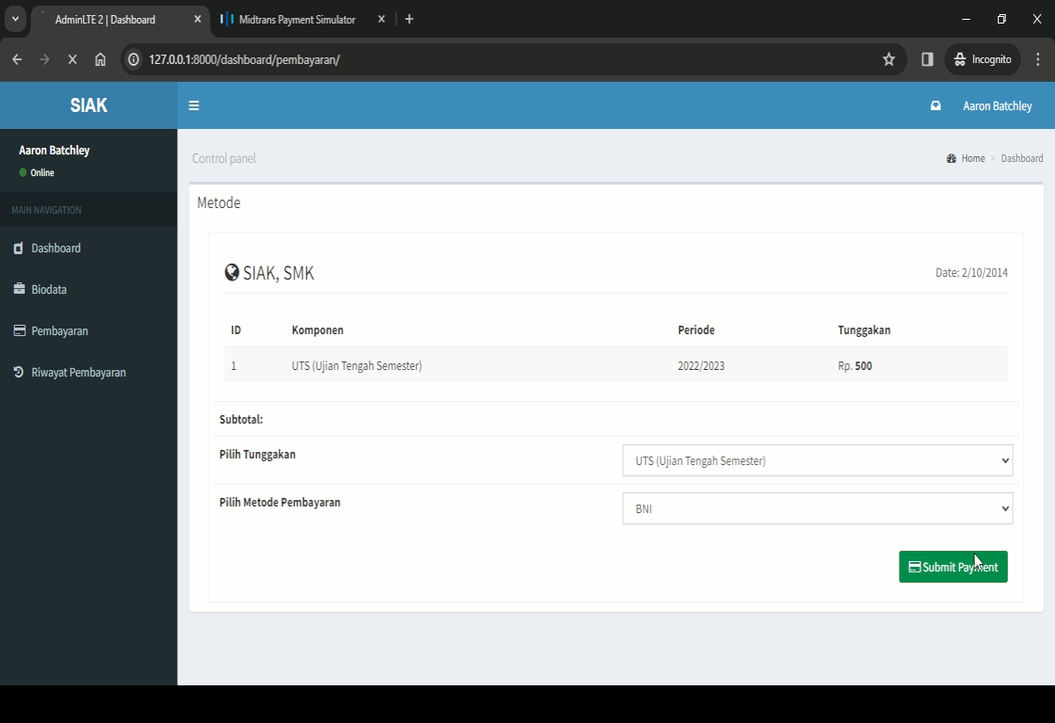 AdminLTE 2 | Dashboard
Midtrans Payment Simulator
127.0.0.1:8000/dashboard/pembayaran/
Incognito
SIAK
Aaron Batchley
Aaron Batchley
Online
Control panel
Home > Dashboard
MAIN NAVIGATION
Dashboard
Biodata
Pembayaran
Riwayat Pembayaran
Metode
SIAK, SMK
Date: 2/10/2014
ID Komponen Periode Tunggakan
1 UTS (Ujian Tengah Semester) 2022/2023 Rp. 500
Subtotal:
Pilih Tunggakan
UTS (Ujian Tengah Semester)
Pilih Metode Pembayaran
BNI
Submit Payment